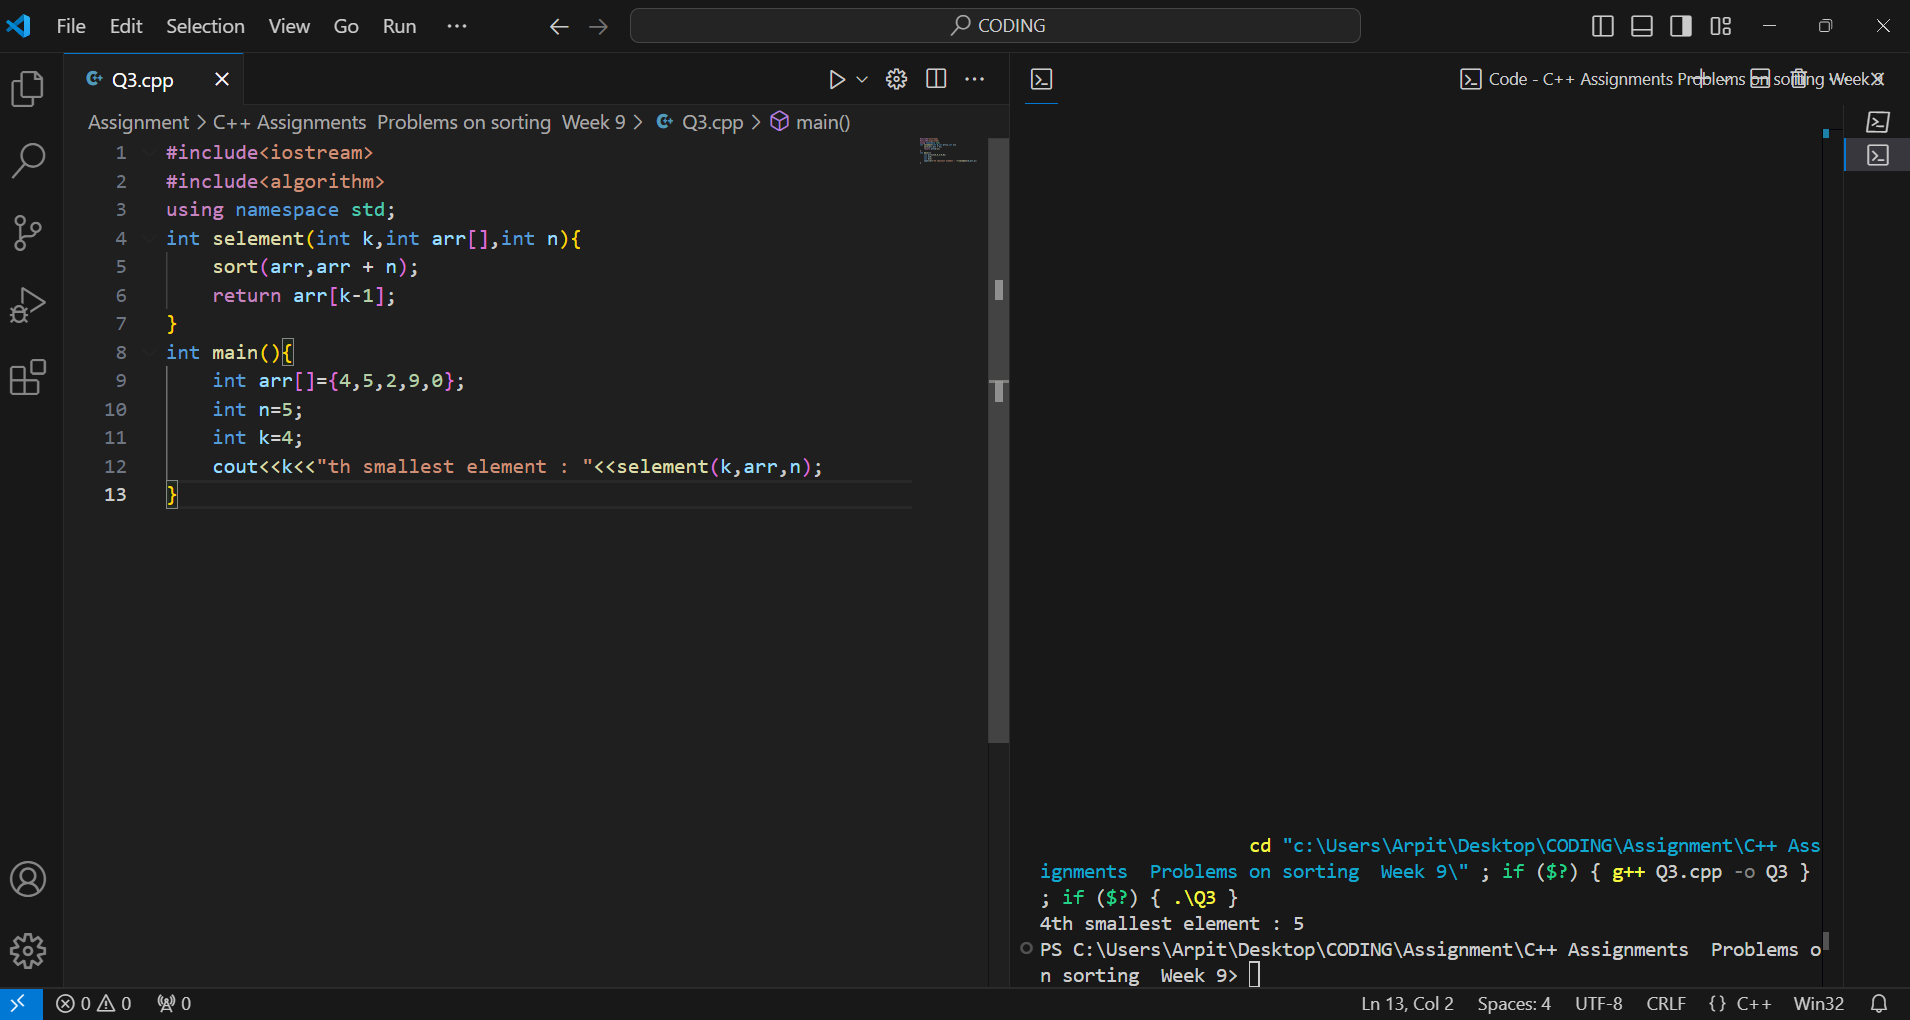 File Edit Selection View Go Run ··· CODING
Q3.cpp
Code - C++ Assignments Problems on sorting Week 9
Assignment > C++ Assignments  Problems on sorting  Week 9 > Q3.cpp > main()
1 #include<iostream>
2 #include<algorithm>
3 using namespace std;
4 int selement(int k,int arr[],int n){
5     sort(arr,arr + n);
6     return arr[k-1];
7 }
8 int main(){
9     int arr[]={4,5,2,9,0};
10     int n=5;
11     int k=4;
12     cout<<k<<"th smallest element : "<<selement(k,arr,n);
13 }
cd "c:\Users\Arpit\Desktop\CODING\Assignment\C++ Ass
ignments  Problems on sorting  Week 9\" ; if ($?) { g++ Q3.cpp -o Q3 }
; if ($?) { .\Q3 }
4th smallest element : 5
PS C:\Users\Arpit\Desktop\CODING\Assignment\C++ Assignments  Problems o
n sorting  Week 9>
0 0 0 Ln 13, Col 2 Spaces: 4 UTF-8 CRLF {} C++ Win32